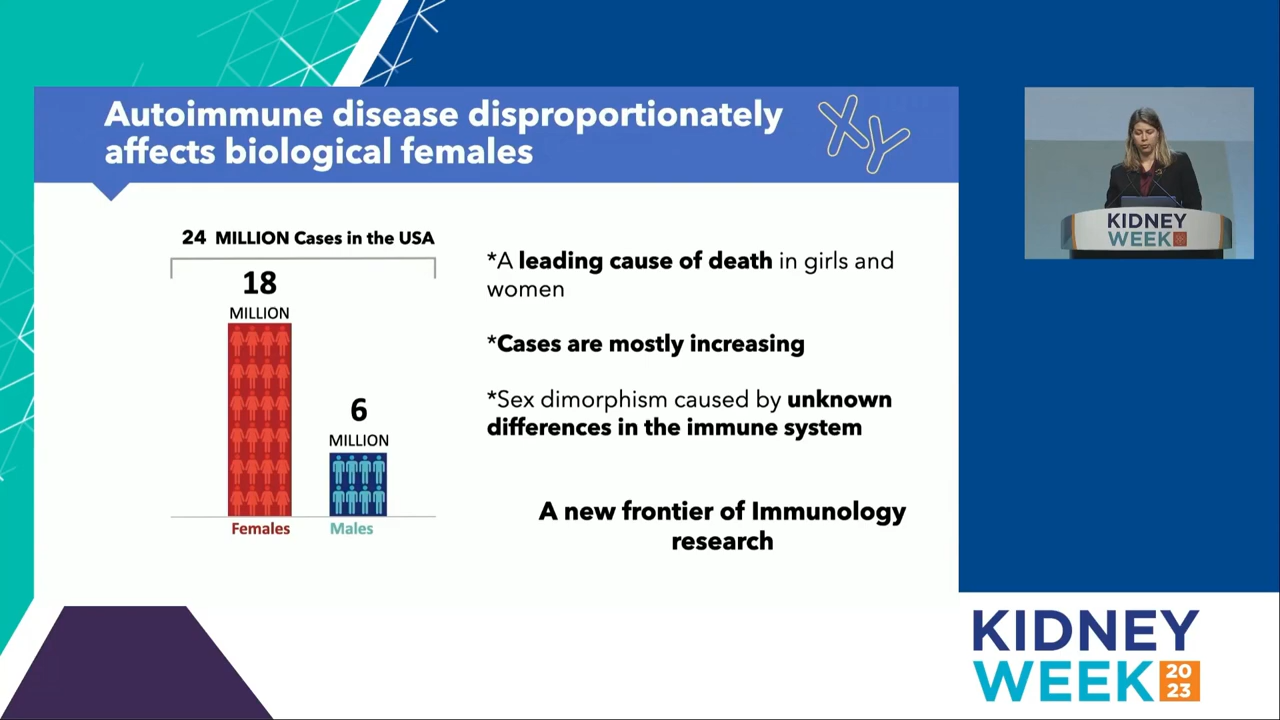 Autoimmune disease disproportionately
affects biological females
XY
24 MILLION Cases in the USA
18
MILLION
6
MILLION
Females
Males
*A leading cause of death in girls and
women
*Cases are mostly increasing
*Sex dimorphism caused by unknown
differences in the immune system
A new frontier of Immunology
research
KIDNEY
WEEK
KIDNEY
WEEK 20
23